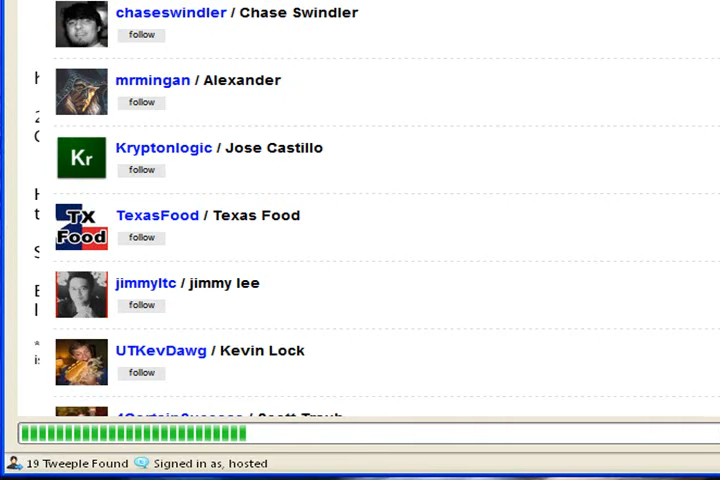 chaseswindler / Chase Swindler
follow
mrmingan / Alexander
follow
Kryptonlogic / Jose Castillo
Kr
follow
TexasFood / Texas Food
TX
Food
follow
jimmyltc / jimmy lee
follow
UTKevDawg / Kevin Lock
follow
19 Tweeple Found
Signed in as, hosted